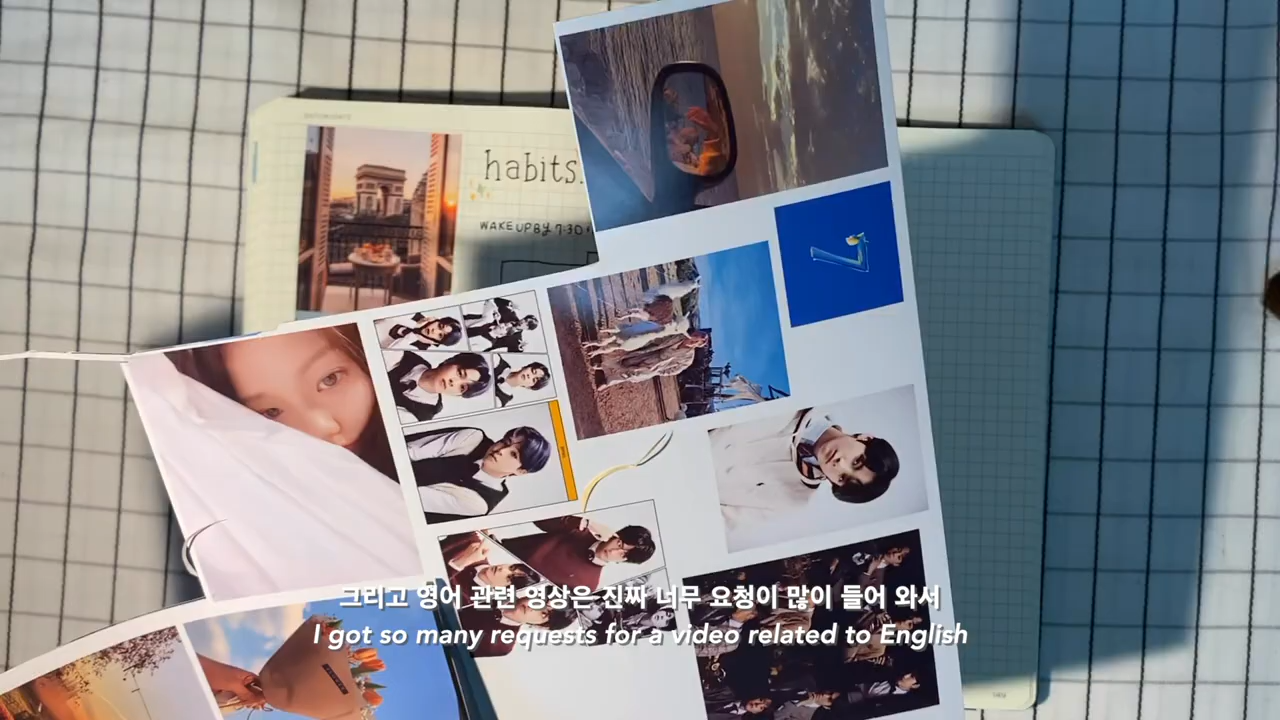 habits.
WAKE UP BY 7:30
그리고 영어 관련 영상은 진짜 너무 요청이 많이 들어 와서
I got so many requests for a video related to English